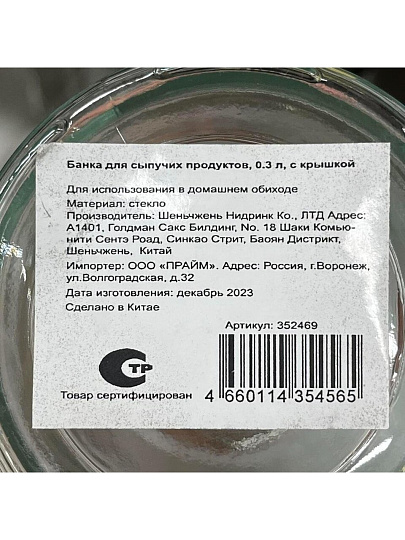 Банка для сыпучих продуктов, 0.3 л, с крышкой
Для использования в домашнем обиходе
Материал: стекло
Производитель: Шеньчжень Нидринк Ко., ЛТД Адрес:
А1401, Голдман Сакс Билдинг, No. 18 Шаки Комью-
нити Сентэ Роад, Синкао Стрит, Баоян Дистрикт,
Шеньчжень, Китай
Импортер: ООО «ПРАЙМ». Адрес: Россия, г.Воронеж,
ул.Волгоградская, д.32
Дата изготовления: декабрь 2023
Сделано в Китае
Артикул: 352469
СТР
Товар сертифицирован
4 660114 354565